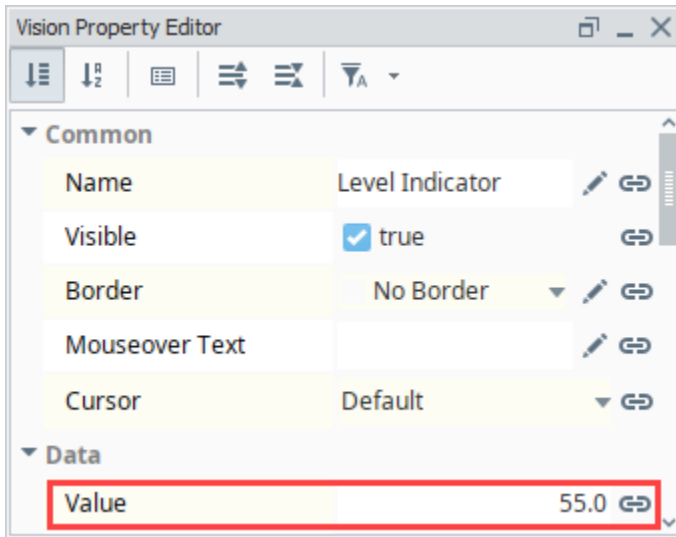 Vision Property Editor
Common
Name Level Indicator
Visible true
Border No Border
Mouseover Text
Cursor Default
Data
Value 55.0